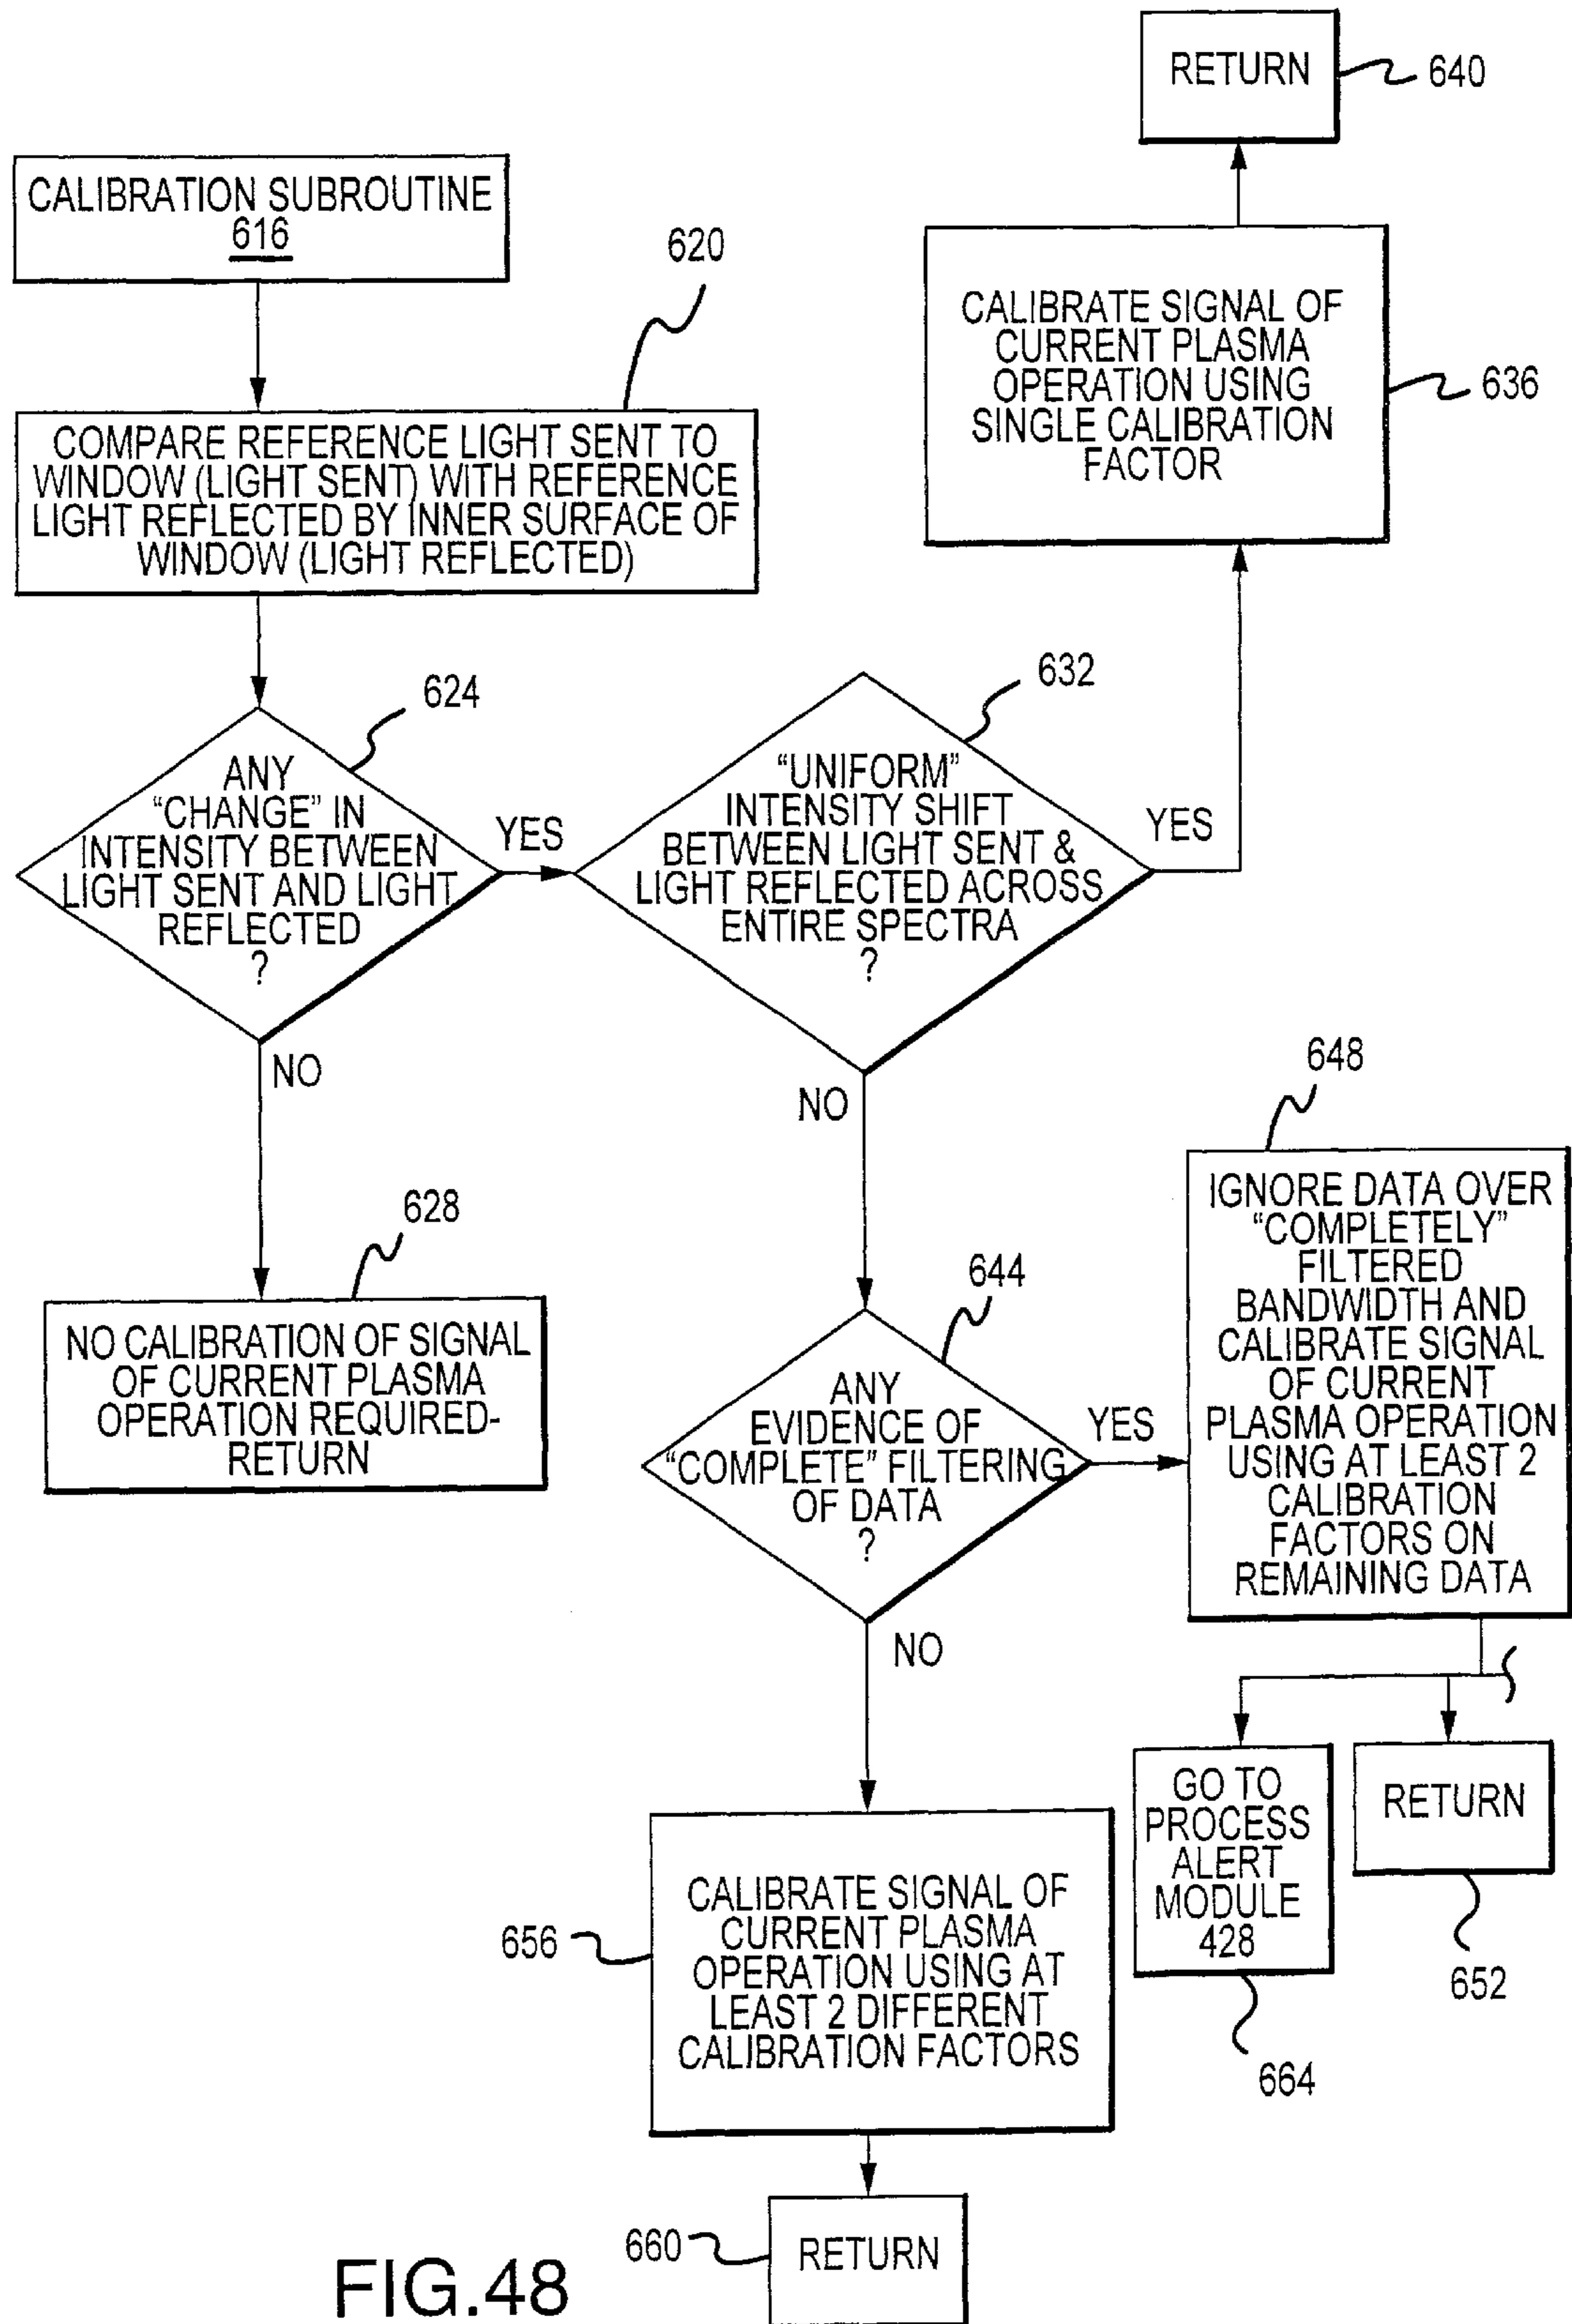 RETURN
640
CALIBRATION SUBROUTINE
616
620
CALIBRATE SIGNAL OF
CURRENT PLASMA
OPERATION USING
SINGLE CALIBRATION
FACTOR
636
COMPARE REFERENCE LIGHT SENT TO
WINDOW (LIGHT SENT) WITH REFERENCE
LIGHT REFLECTED BY INNER SURFACE OF
WINDOW (LIGHT REFLECTED)
624
ANY
“CHANGE” IN
INTENSITY BETWEEN
LIGHT SENT AND LIGHT
REFLECTED
?
YES
NO
632
“UNIFORM”
INTENSITY SHIFT
BETWEEN LIGHT SENT &
LIGHT REFLECTED ACROSS
ENTIRE SPECTRA
?
YES
NO
628
NO CALIBRATION OF SIGNAL
OF CURRENT PLASMA
OPERATION REQUIRED-
RETURN
644
ANY
EVIDENCE OF
“COMPLETE” FILTERING
OF DATA
?
YES
NO
648
IGNORE DATA OVER
“COMPLETELY”
FILTERED
BANDWIDTH AND
CALIBRATE SIGNAL
OF CURRENT
PLASMA OPERATION
USING AT LEAST 2
CALIBRATION
FACTORS ON
REMAINING DATA
GO TO
PROCESS
ALERT
MODULE
428
664
RETURN
652
656
CALIBRATE SIGNAL OF
CURRENT PLASMA
OPERATION USING AT
LEAST 2 DIFFERENT
CALIBRATION FACTORS
660
RETURN
FIG.48